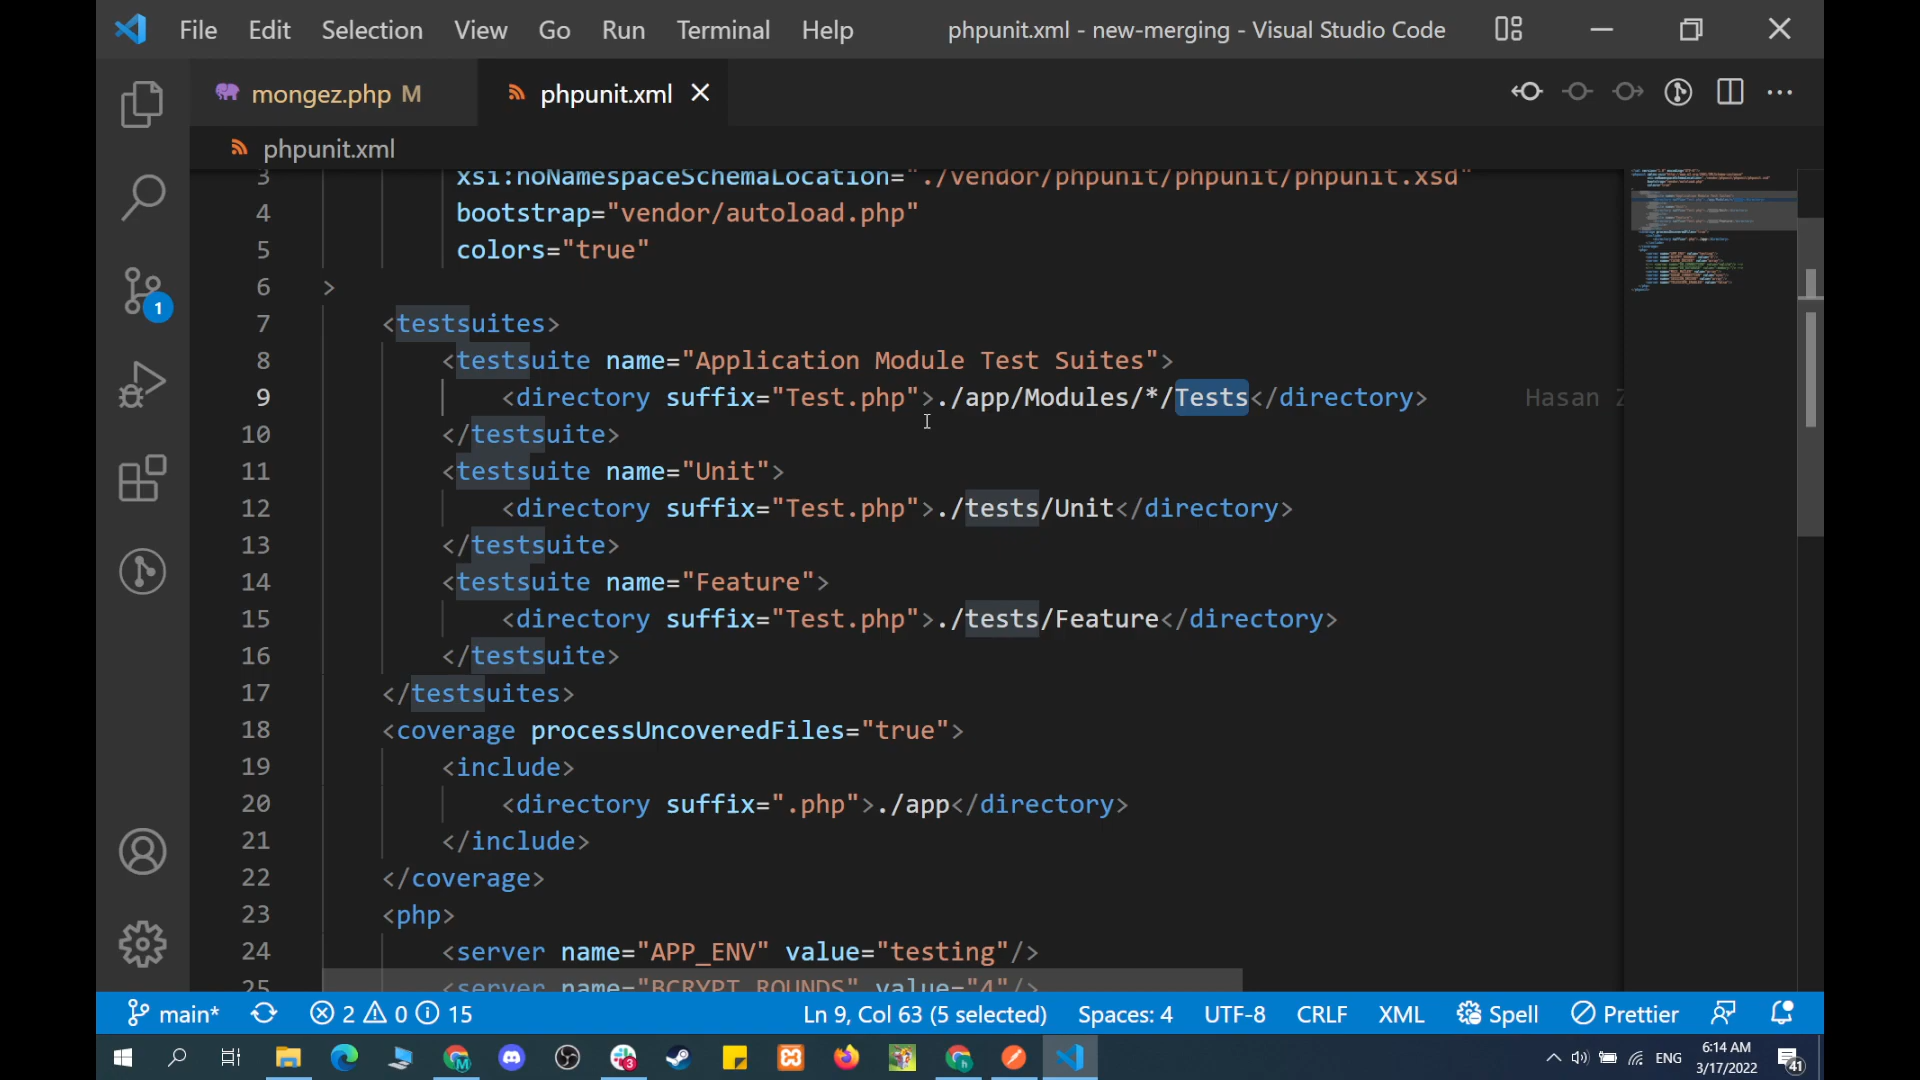 File Edit Selection View Go Run Terminal Help phpunit.xml - new-merging - Visual Studio Code
mongez.php M phpunit.xml
phpunit.xml
3 xsi:noNamespaceSchemaLocation="./vendor/phpunit/phpunit/phpunit.xsd"
4 bootstrap="vendor/autoload.php"
5 colors="true"
6 >
7 <testsuites>
8 <testsuite name="Application Module Test Suites">
9 <directory suffix="Test.php">./app/Modules/*/Tests</directory> Hasan Z
10 </testsuite>
11 <testsuite name="Unit">
12 <directory suffix="Test.php">./tests/Unit</directory>
13 </testsuite>
14 <testsuite name="Feature">
15 <directory suffix="Test.php">./tests/Feature</directory>
16 </testsuite>
17 </testsuites>
18 <coverage processUncoveredFiles="true">
19 <include>
20 <directory suffix=".php">./app</directory>
21 </include>
22 </coverage>
23 <php>
24 <server name="APP_ENV" value="testing"/>
25 <server name="BCRYPT_ROUNDS" value="4"/>
1
main* 2 0 15 Ln 9, Col 63 (5 selected) Spaces: 4 UTF-8 CRLF XML Spell Prettier
ENG 6:14 AM
3/17/2022 41